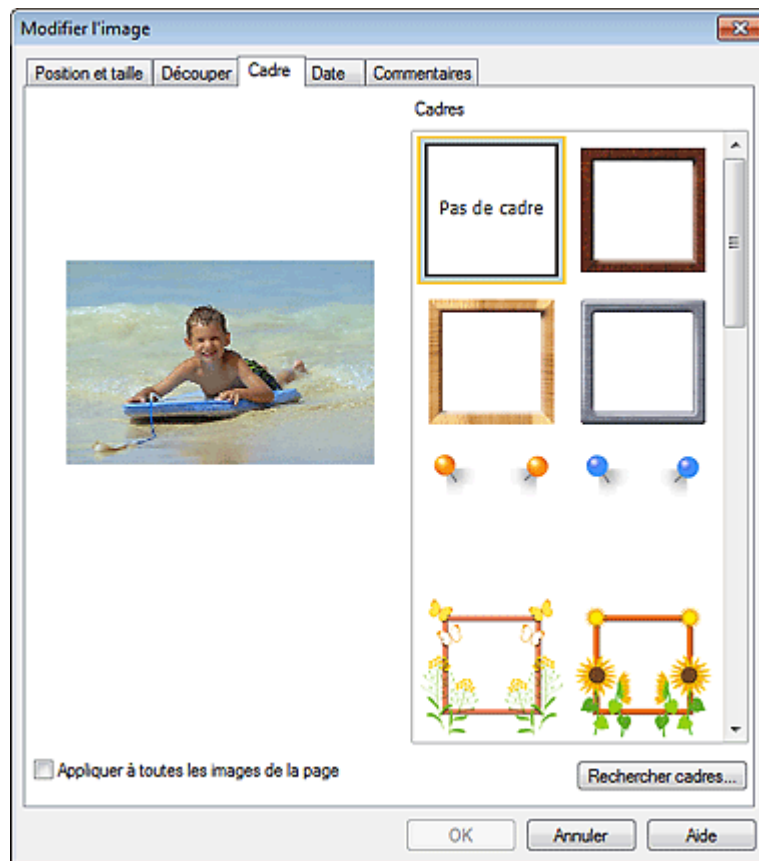 Modifier l'image
Position et taille
Découper
Cadre
Date
Commentaires
Cadres
Pas de cadre
Appliquer à toutes les images de la page
Rechercher cadres...
OK
Annuler
Aide